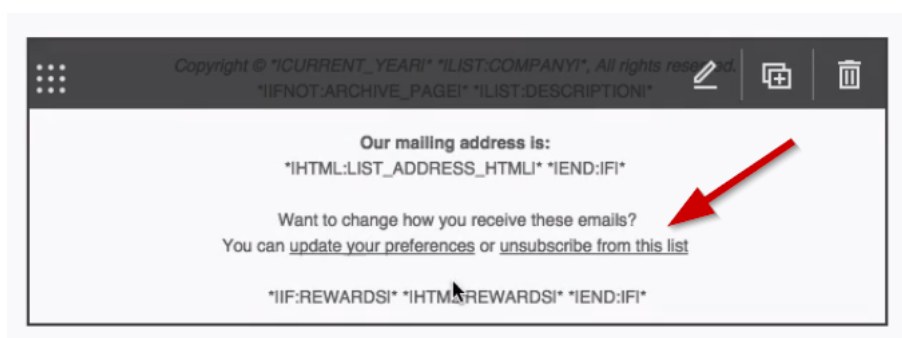 Copyright © *|CURRENT_YEAR|* *|LIST:COMPANY|*, All rights reserved.
*|IFNOT:ARCHIVE_PAGE|* *|LIST:DESCRIPTION|*
Our mailing address is:
*|HTML:LIST_ADDRESS_HTML|* *|END:IF|*
Want to change how you receive these emails?
You can update your preferences or unsubscribe from this list
*|IF:REWARDS|* *|HTML:REWARDS|* *|END:IF|*